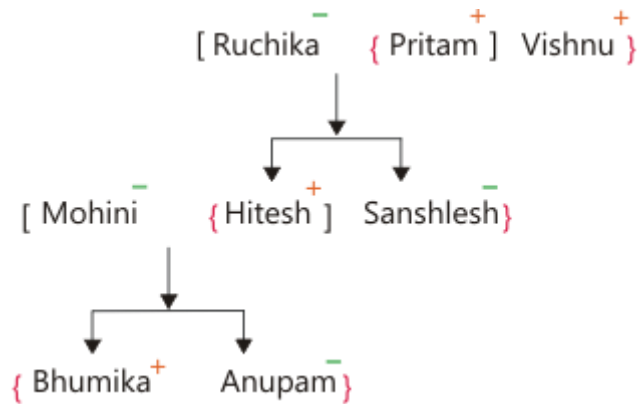 [ Ruchika⁻ { Pritam⁺ ] Vishnu⁺ }
[ Mohini⁻ { Hitesh⁺ ] Sanshlesh⁻ }
{ Bhumika⁺ Anupam⁻ }